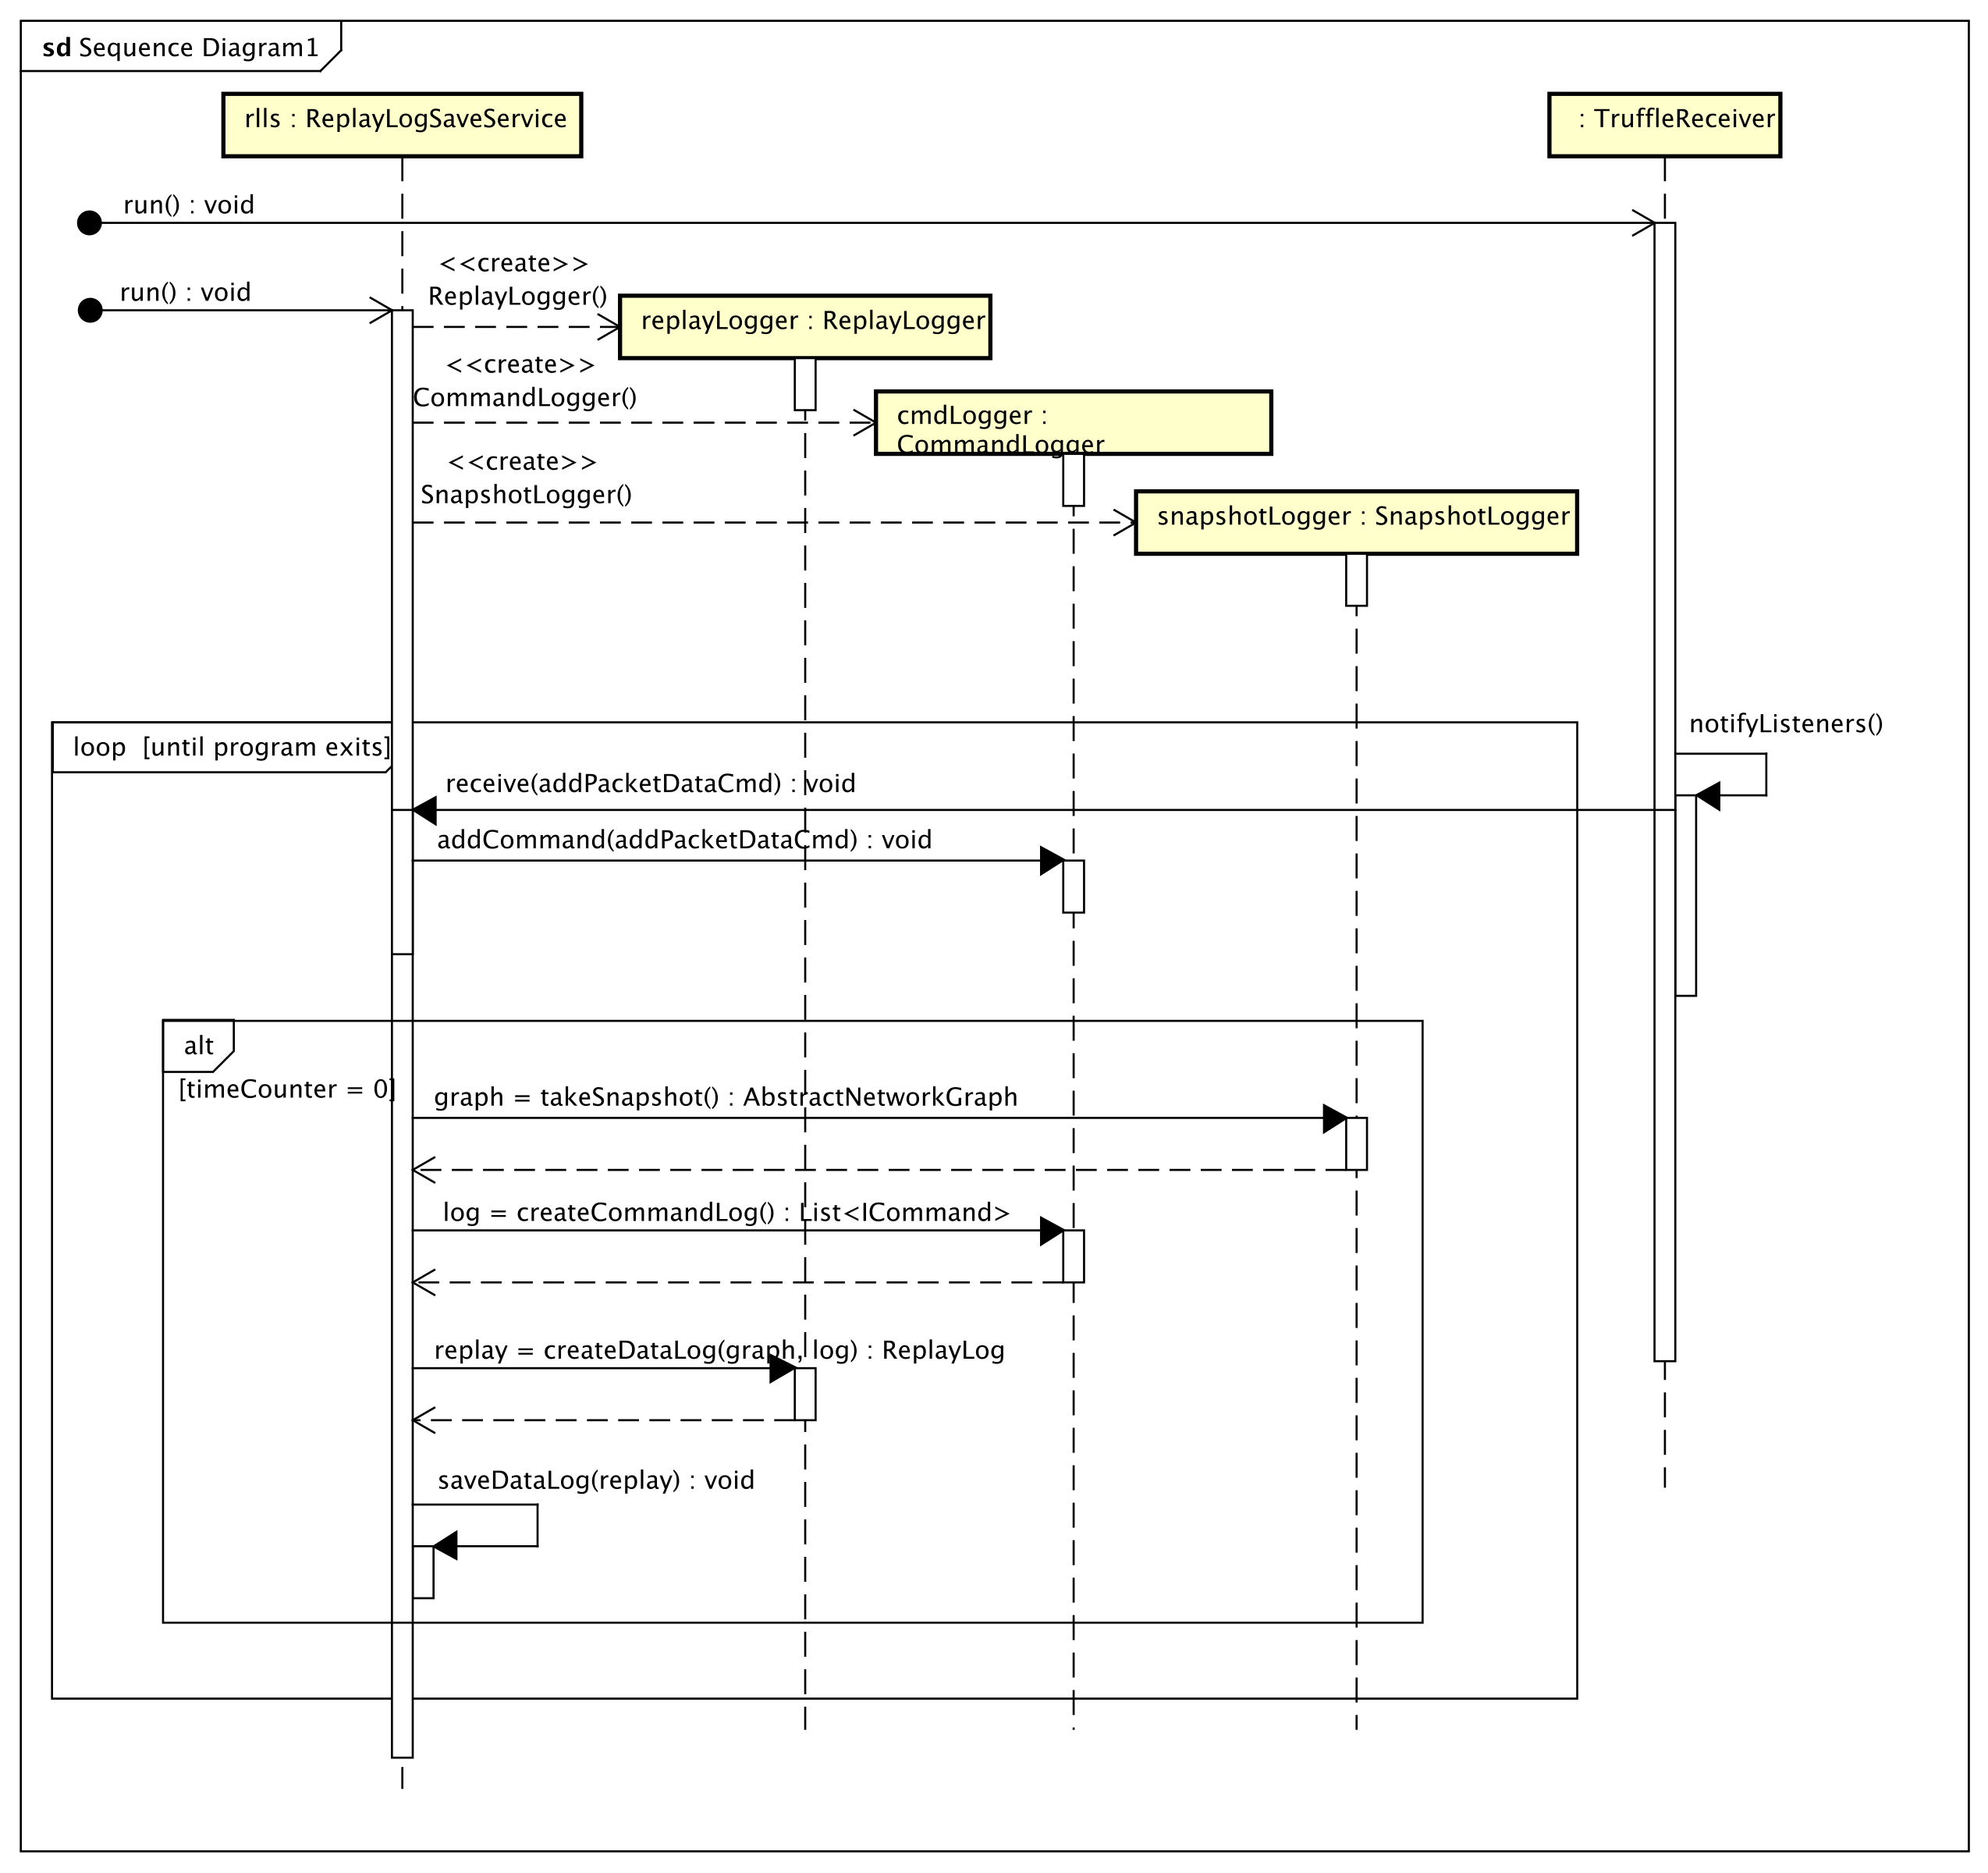 sd Sequence Diagram1
rlls : ReplayLogSaveService
: TruffleReceiver
run() : void
<<create>>
ReplayLogger()
run() : void
replayLogger : ReplayLogger
<<create>>
CommandLogger()
cmdLogger :
CommandLogger
<<create>>
SnapshotLogger()
snapshotLogger : SnapshotLogger
notifyListeners()
loop [until program exits]
receive(addPacketDataCmd) : void
addCommand(addPacketDataCmd) : void
alt
[timeCounter = 0]
graph = takeSnapshot() : AbstractNetworkGraph
log = createCommandLog() : List<ICommand>
replay = createDataLog(graph, log) : ReplayLog
saveDataLog(replay) : void